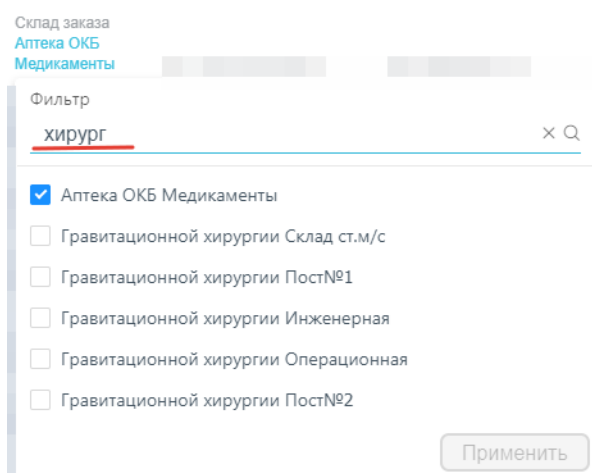 Склад заказа
Аптека ОКБ
Медикаменты
Фильтр
хирург
Аптека ОКБ Медикаменты
Гравитационной хирургии Склад ст.м/с
Гравитационной хирургии Пост№1
Гравитационной хирургии Инженерная
Гравитационной хирургии Операционная
Гравитационной хирургии Пост№2
Применить